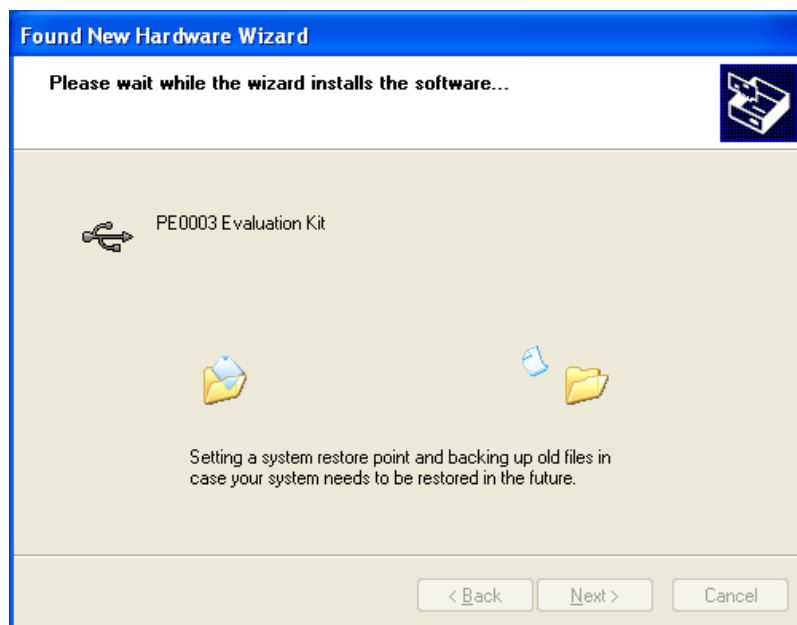 Found New Hardware Wizard
Please wait while the wizard installs the software...
PE0003 Evaluation Kit
Setting a system restore point and backing up old files in
case your system needs to be restored in the future.
< Back Next > Cancel